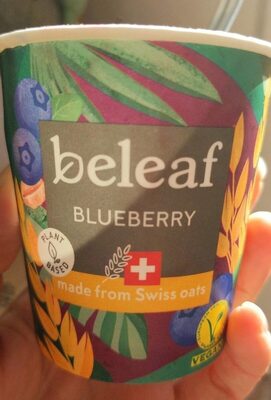 beleaf
BLUEBERRY
PLANT
BASED
made from Swiss oats
VEGAN